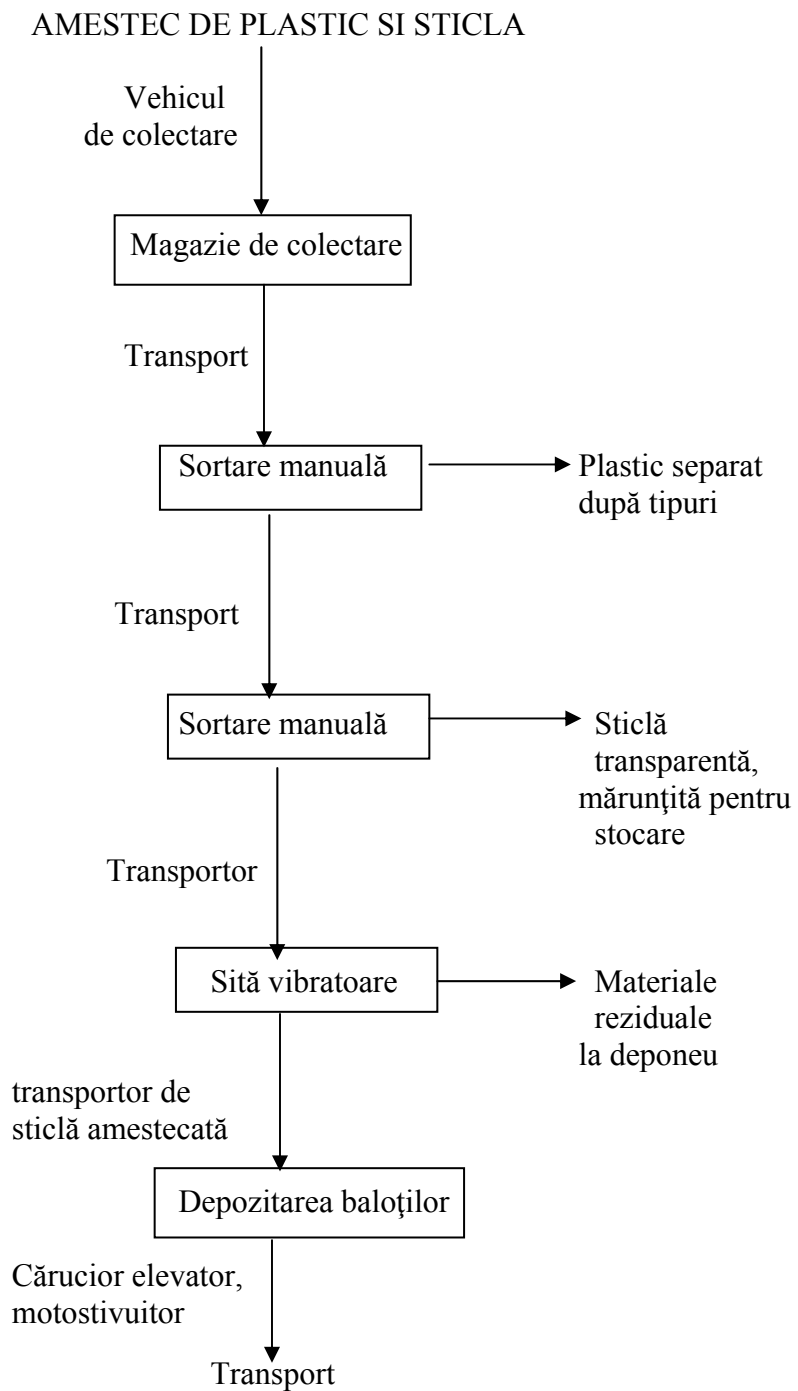 AMESTEC DE PLASTIC SI STICLA
Vehicul
de colectare
Magazie de colectare
Transport
Sortare manuală
Plastic separat
după tipuri
Transport
Sortare manuală
Sticlă
transparentă,
mărunţită pentru
stocare
Transportor
Sită vibratoare
Materiale
reziduale
la deponeu
transportor de
sticlă amestecată
Depozitarea baloţilor
Cărucior elevator,
motostivuitor
Transport